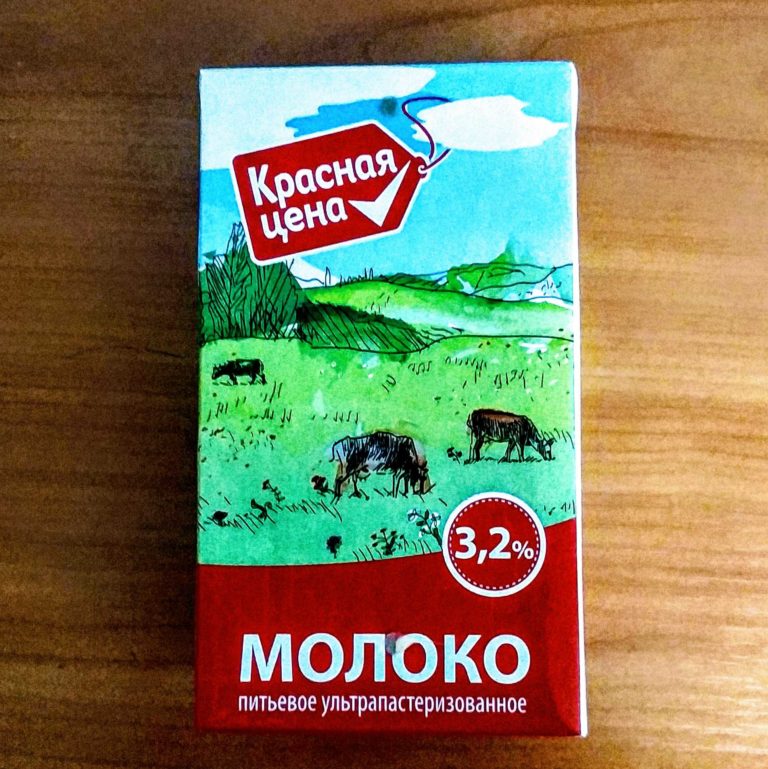 Красная
цена
3,2%
МОЛОКО
питьевое ультрапастеризованное